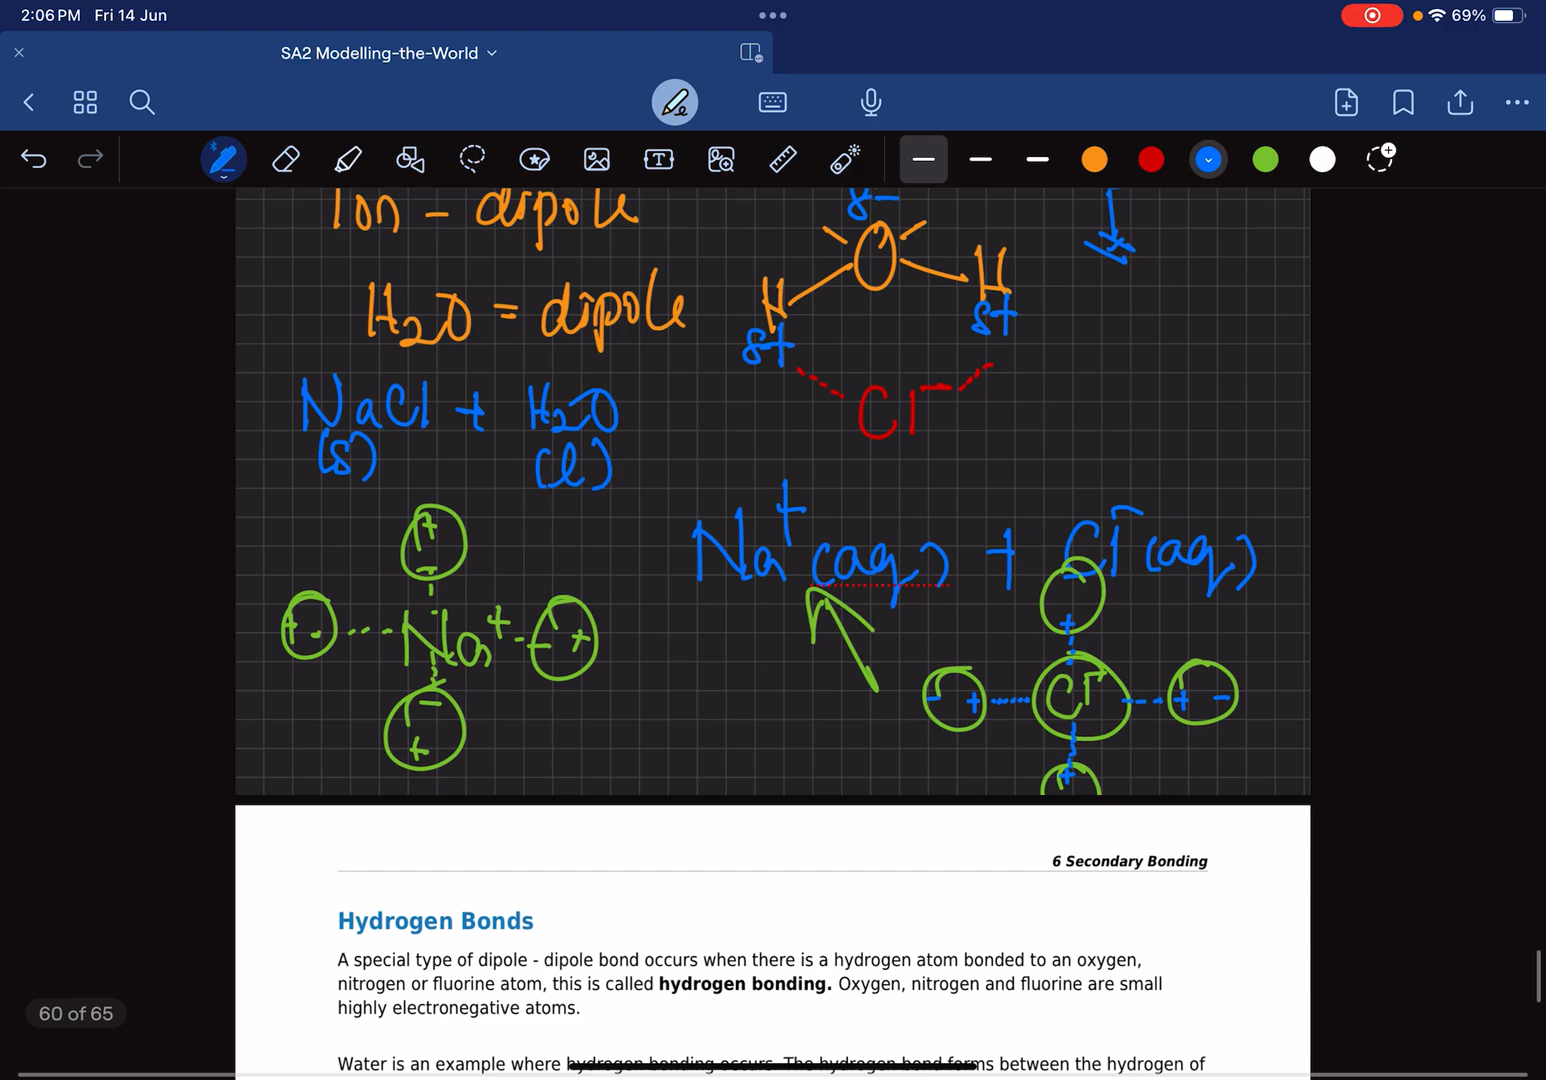 2:06 PM Fri 14 Jun
69%
SA2 Modelling-the-World
Ion - dipole
δ-
O
H H
δ+ δ+
H₂O = dipole
NaCl + H₂O
(s) (l)
Cl⁻
Na⁺(aq) + Cl⁻(aq)
+
-
+ - Na⁺ - +
-
+
+
- + Cl⁻ + -
+
6 Secondary Bonding
Hydrogen Bonds
A special type of dipole - dipole bond occurs when there is a hydrogen atom bonded to an oxygen,
nitrogen or fluorine atom, this is called hydrogen bonding. Oxygen, nitrogen and fluorine are small
highly electronegative atoms.
60 of 65
Water is an example where hydrogen bonding occurs. The hydrogen bond forms between the hydrogen of